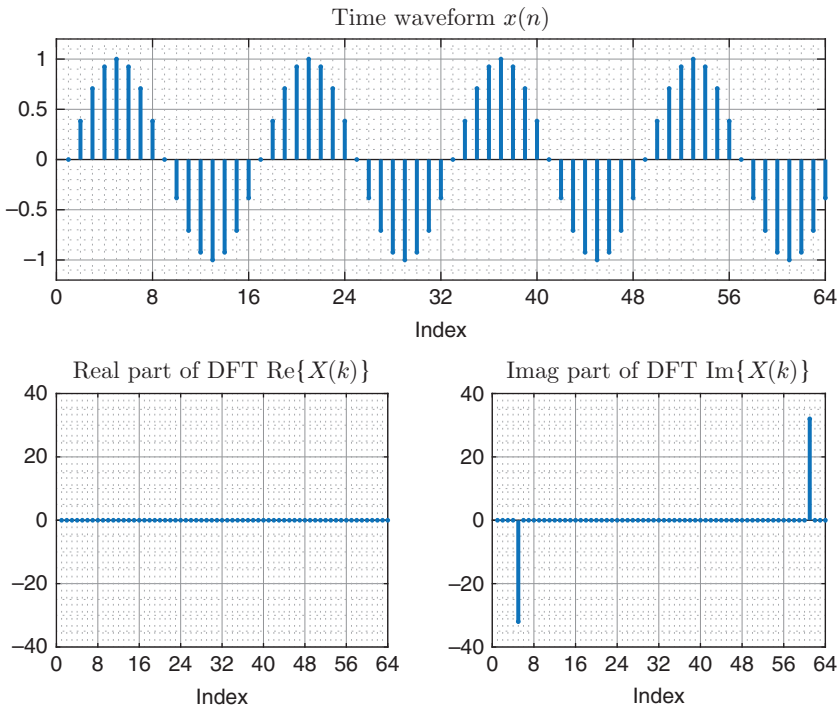 Time waveform x(n)
1
0.5
0
−0.5
−1
0 8 16 24 32 40 48 56 64
Index
Real part of DFT Re{X(k)}
40
20
0
−20
−40
0 8 16 24 32 40 48 56 64
Index
Imag part of DFT Im{X(k)}
40
20
0
−20
−40
0 8 16 24 32 40 48 56 64
Index